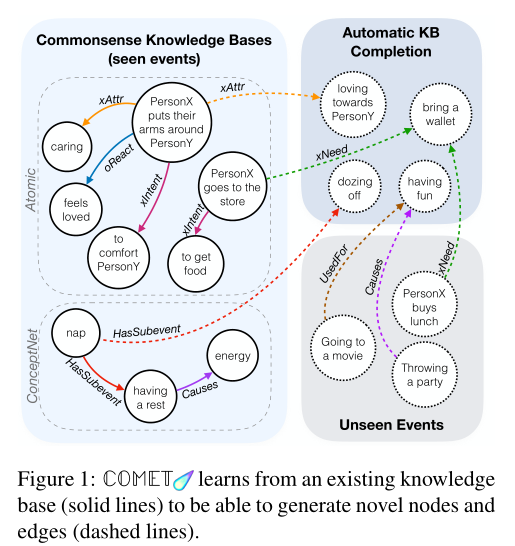 Commonsense Knowledge Bases
(seen events)
Automatic KB
Completion
Atomic
xAttr
PersonX
puts their
arms around
PersonY
xAttr
loving
towards
PersonY
bring a
wallet
caring
oReact
xIntent
PersonX
goes to the
store
xNeed
feels
loved
xIntent
dozing
off
having
fun
to
comfort
PersonY
to get
food
UsedFor
Causes
xNeed
PersonX
buys
lunch
ConceptNet
nap
HasSubevent
HasSubevent
having
a rest
Causes
energy
Going to
a movie
Throwing
a party
Unseen Events
Figure 1: COMET learns from an existing knowledge
base (solid lines) to be able to generate novel nodes and
edges (dashed lines).